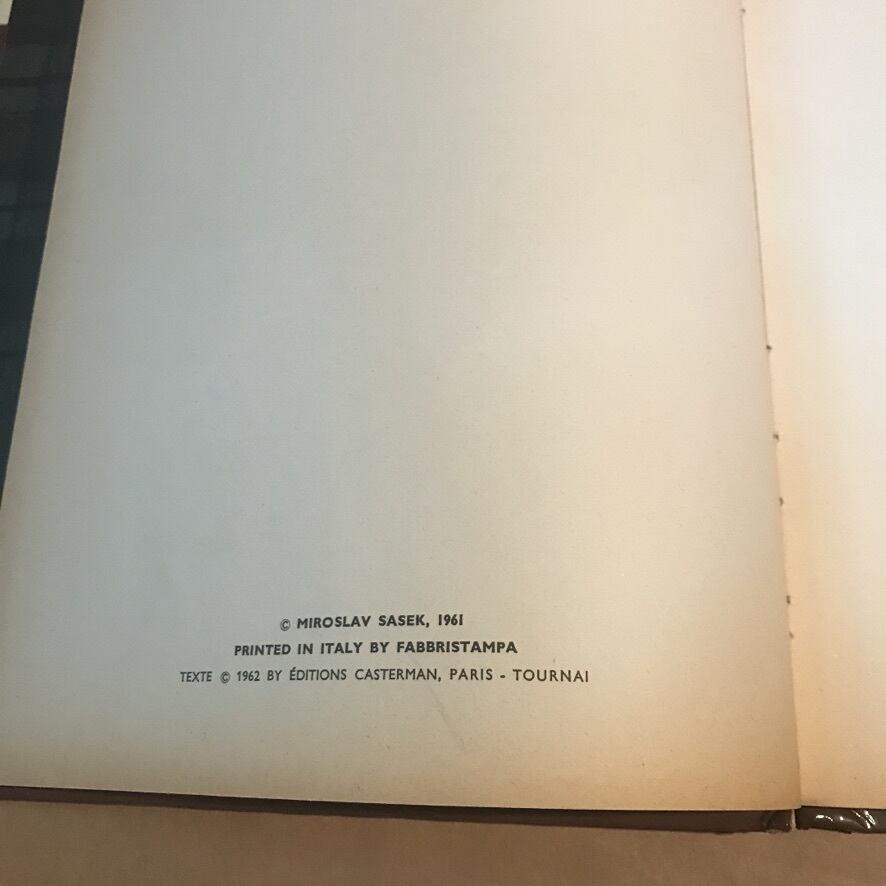 © MIROSLAV SASEK, 1961
PRINTED IN ITALY BY FABBRISTAMPA
TEXTE © 1962 BY ÉDITIONS CASTERMAN, PARIS - TOURNAI